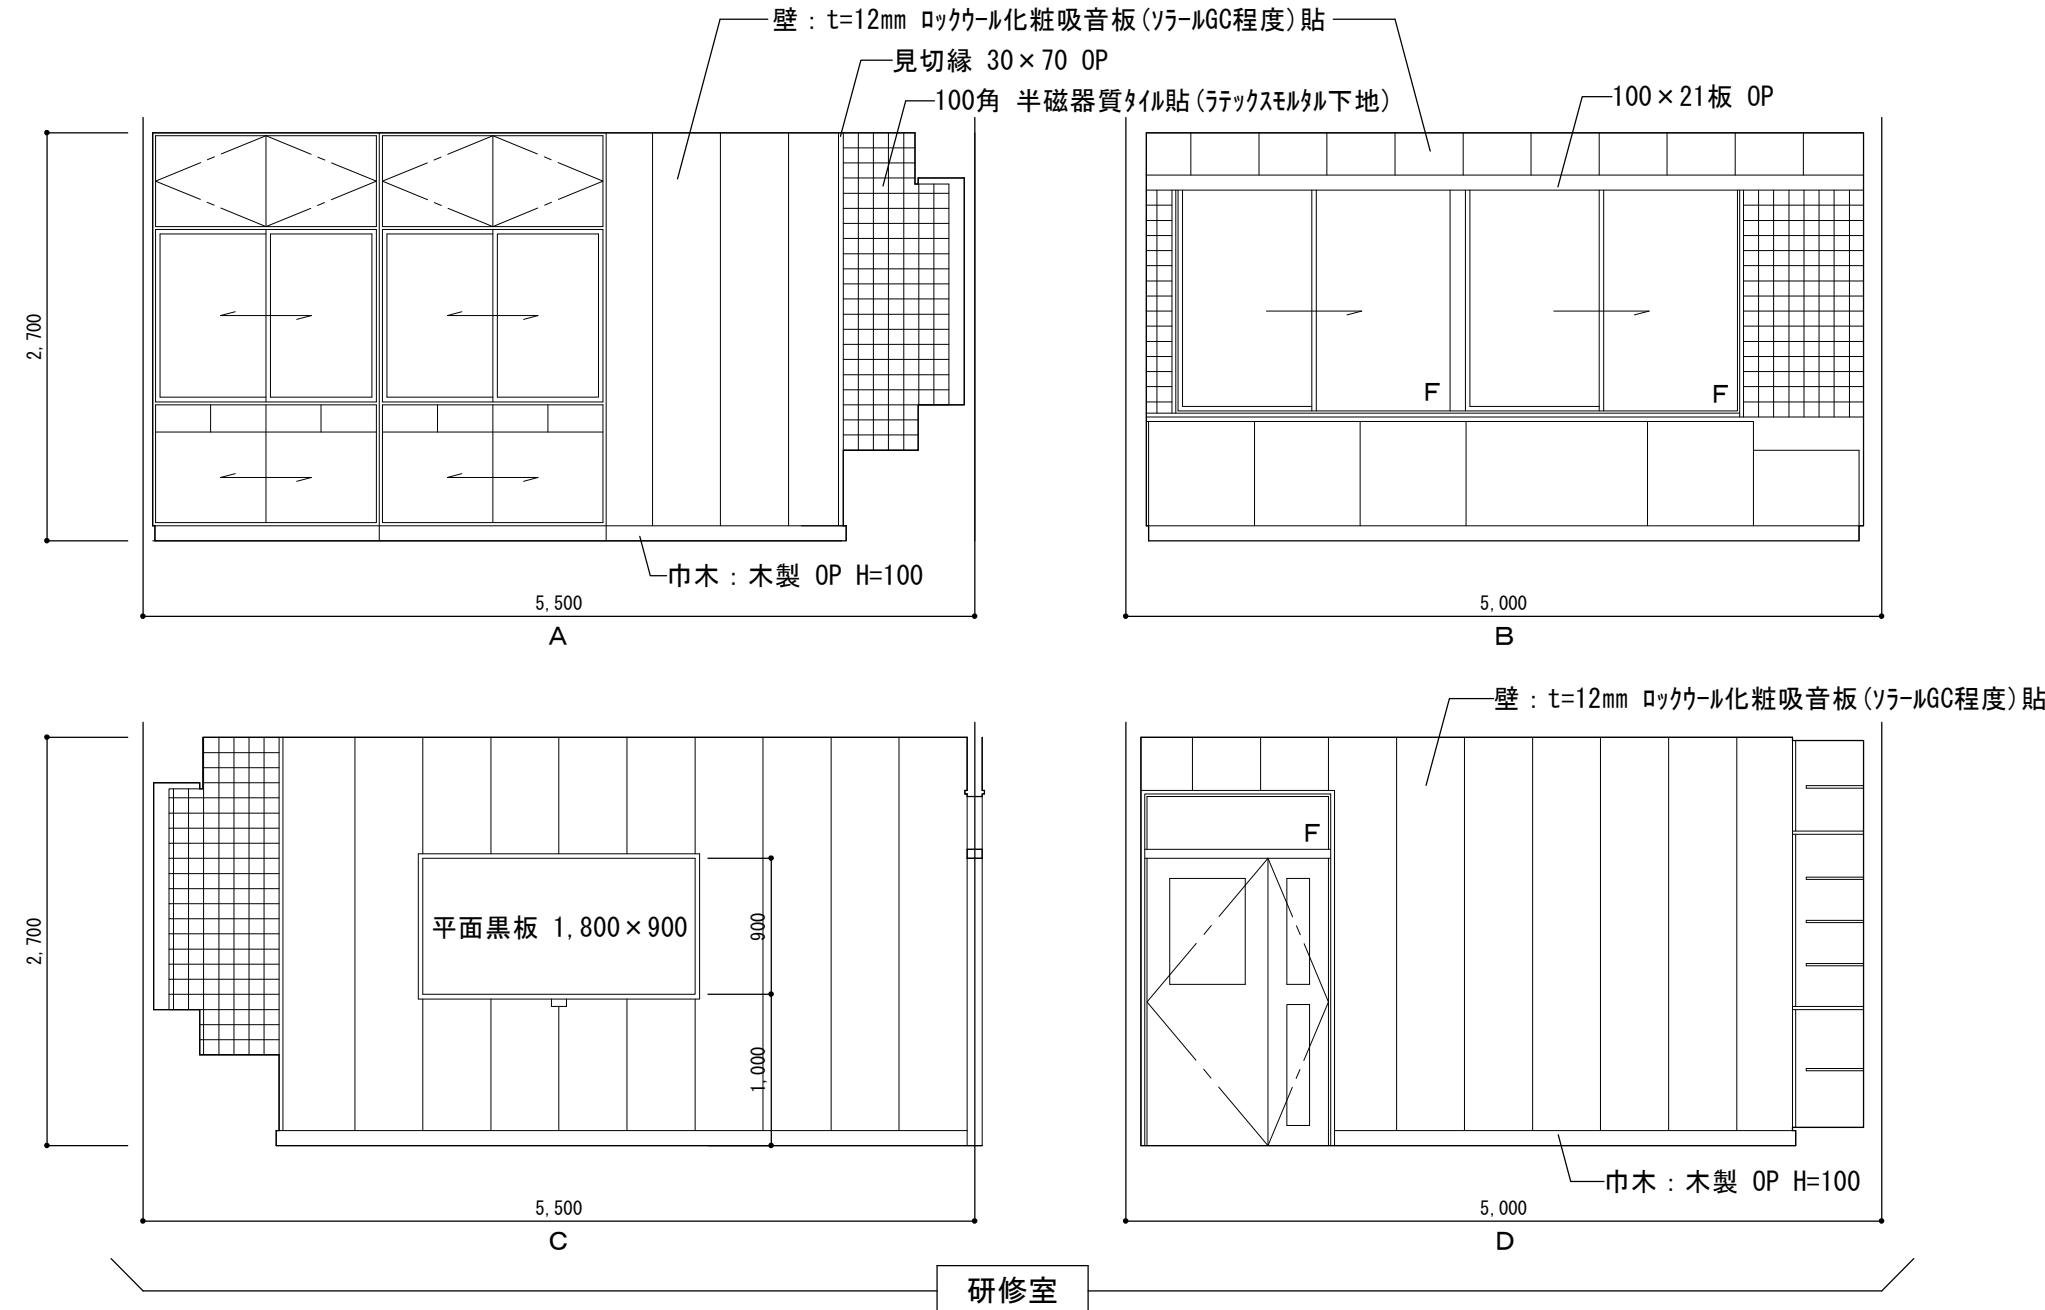 壁：t=12mm ﾛｯｸｳｰﾙ化粧吸音板(ｿﾗｰﾙGC程度)貼
見切縁 30×70 OP
100角 半磁器質ﾀｲﾙ貼(ﾗﾃｯｸｽﾓﾙﾀﾙ下地)
100×21板 OP
2,700
F
F
巾木：木製 OP H=100
5,500
5,000
A
B
壁：t=12mm ﾛｯｸｳｰﾙ化粧吸音板(ｿﾗｰﾙGC程度)貼
F
2,700
平面黒板 1,800×900
900
1,000
巾木：木製 OP H=100
5,500
5,000
C
D
研修室